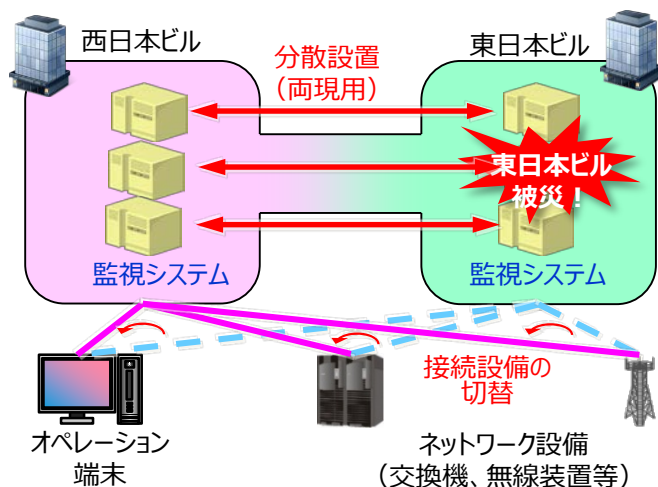 西日本ビル
東日本ビル
分散設置
（両現用）
東日本ビル
被災！
監視システム
監視システム
接続設備の
切替
オペレーション
端末
ネットワーク設備
（交換機、無線装置等）